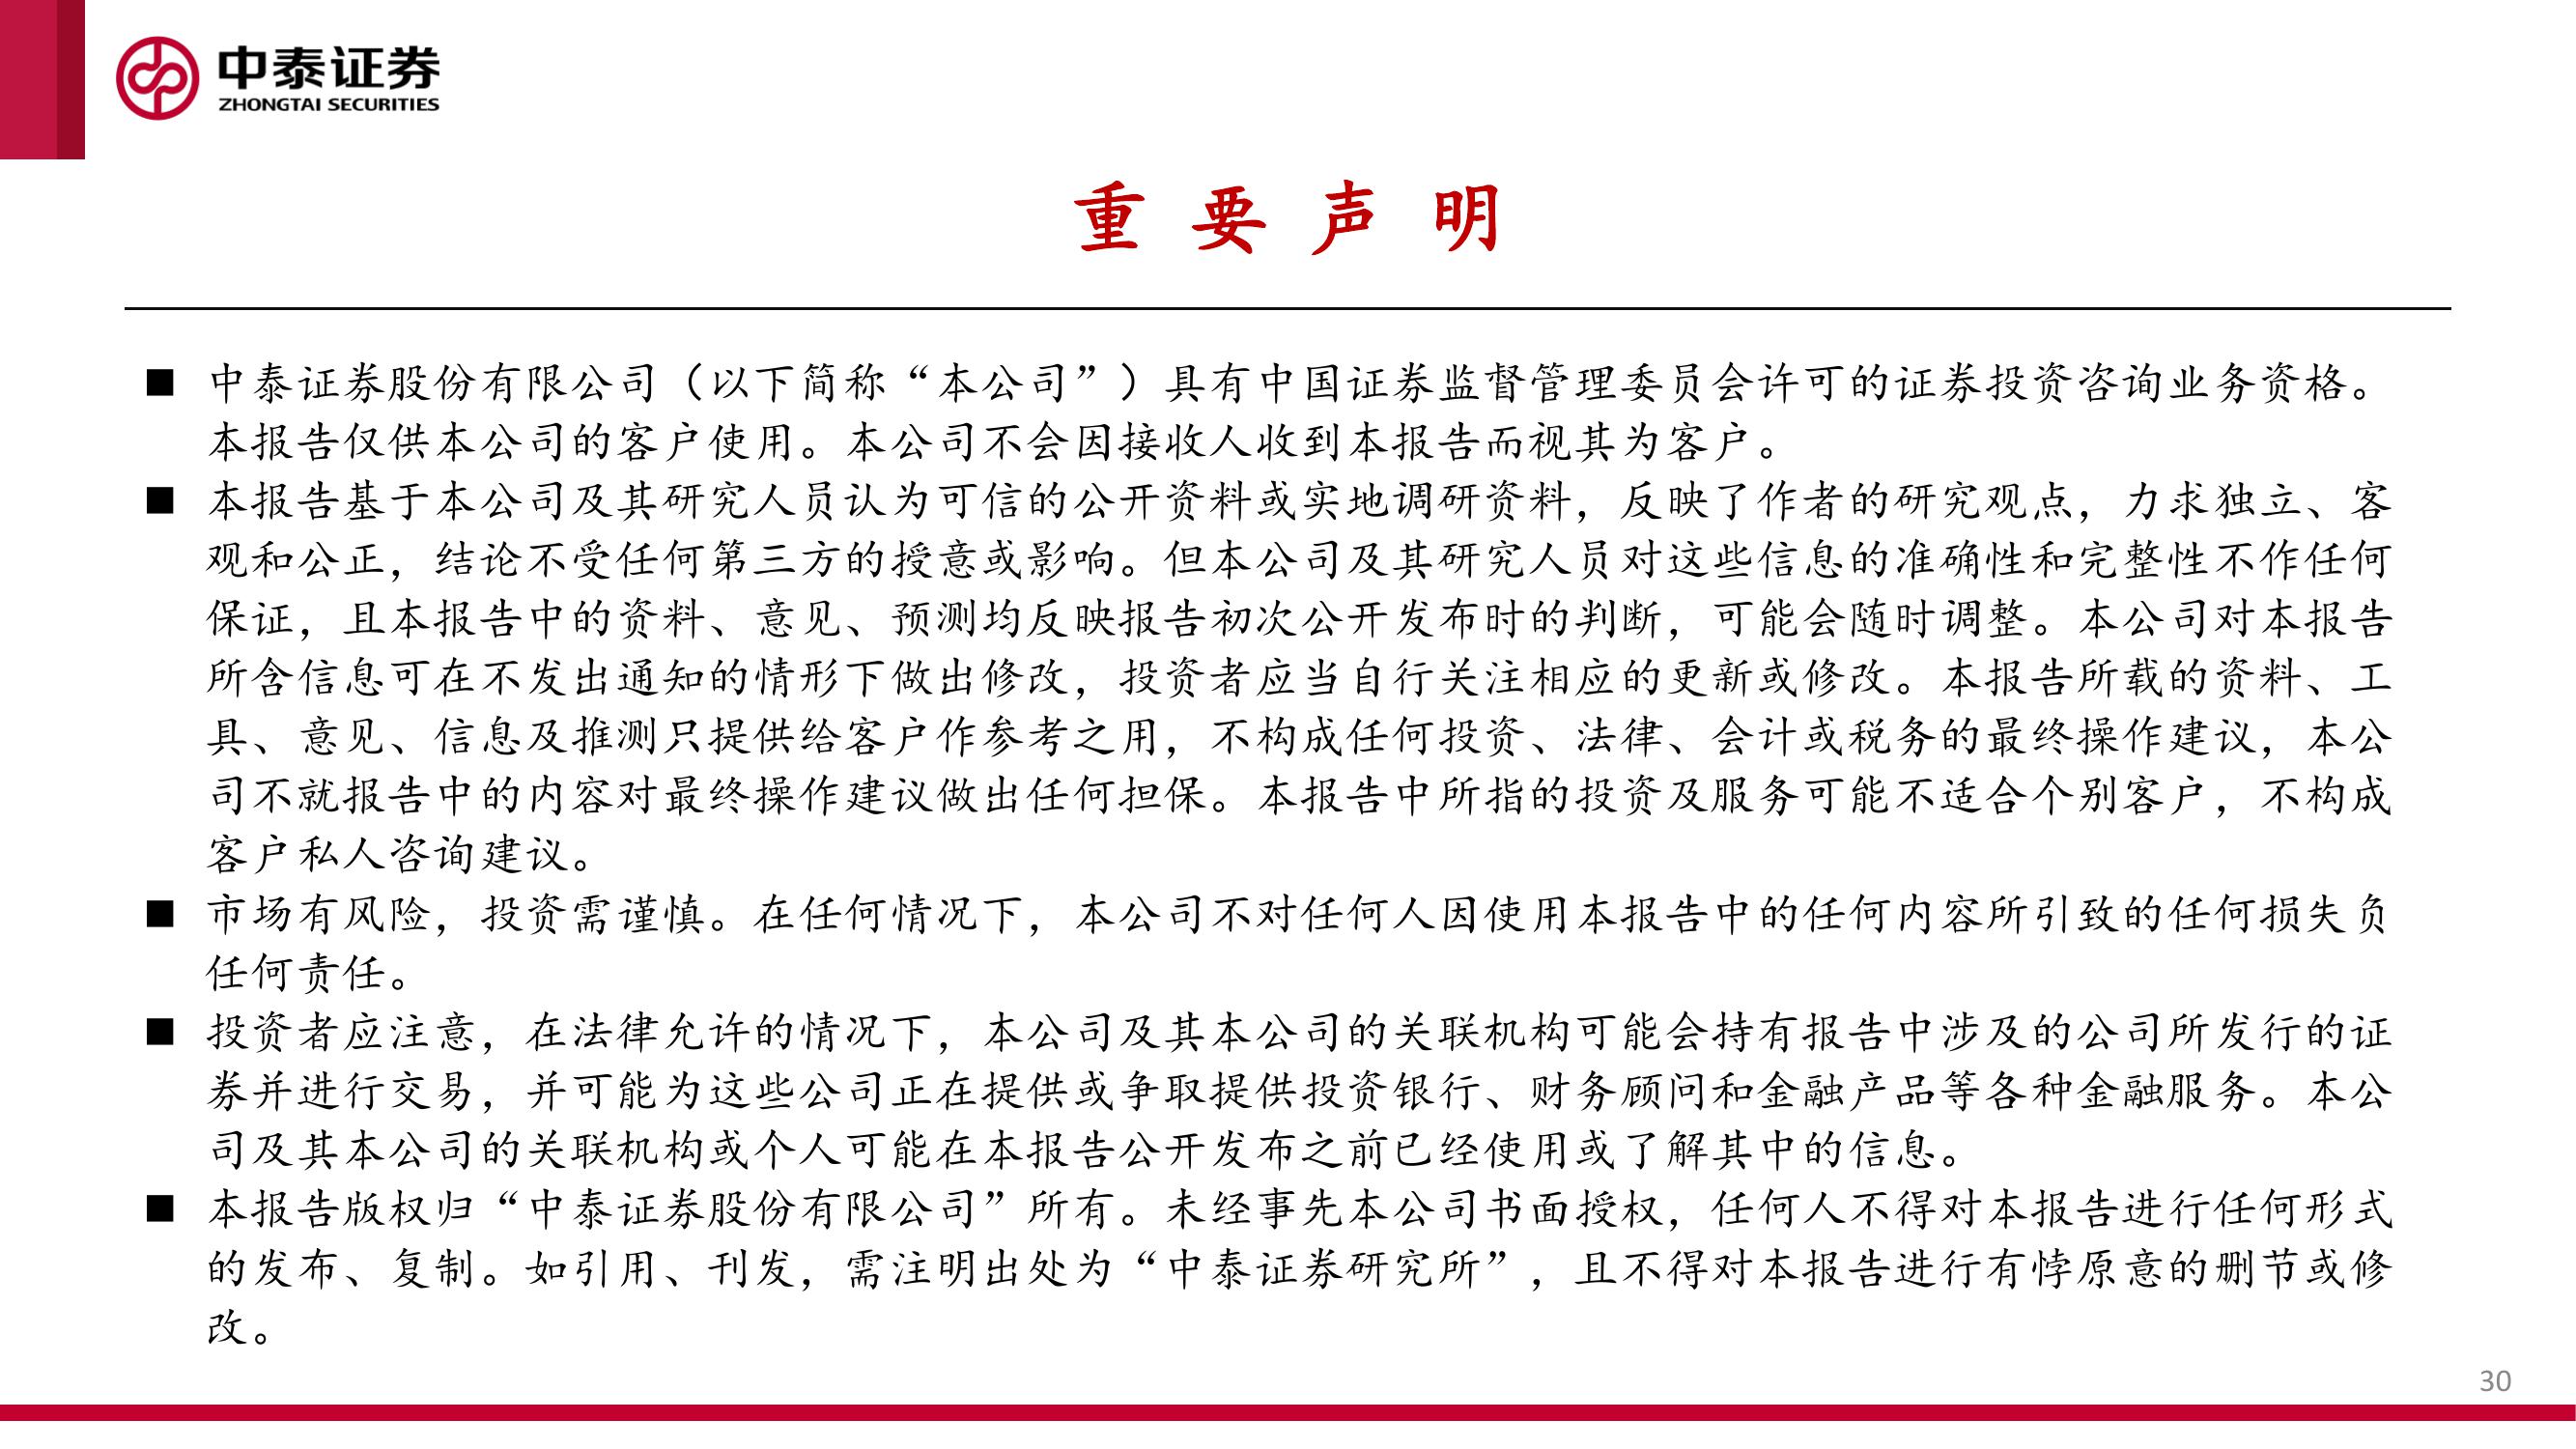 中泰证券
ZHONGTAI SECURITIES
重要声明
■ 中泰证券股份有限公司（以下简称“本公司”）具有中国证券监督管理委员会许可的证券投资咨询业务资格。
本报告仅供本公司的客户使用。本公司不会因接收人收到本报告而视其为客户。
■ 本报告基于本公司及其研究人员认为可信的公开资料或实地调研资料，反映了作者的研究观点，力求独立、客
观和公正，结论不受任何第三方的授意或影响。但本公司及其研究人员对这些信息的准确性和完整性不作任何
保证，且本报告中的资料、意见、预测均反映报告初次公开发布时的判断，可能会随时调整。本公司对本报告
所含信息可在不发出通知的情形下做出修改，投资者应当自行关注相应的更新或修改。本报告所载的资料、工
具、意见、信息及推测只提供给客户作参考之用，不构成任何投资、法律、会计或税务的最终操作建议，本公
司不就报告中的内容对最终操作建议做出任何担保。本报告中所指的投资及服务可能不适合个别客户，不构成
客户私人咨询建议。
■ 市场有风险，投资需谨慎。在任何情况下，本公司不对任何人因使用本报告中的任何内容所引致的任何损失负
任何责任。
■ 投资者应注意，在法律允许的情况下，本公司及其本公司的关联机构可能会持有报告中涉及的公司所发行的证
券并进行交易，并可能为这些公司正在提供或争取提供投资银行、财务顾问和金融产品等各种金融服务。本公
司及其本公司的关联机构或个人可能在本报告公开发布之前已经使用或了解其中的信息。
■ 本报告版权归“中泰证券股份有限公司”所有。未经事先本公司书面授权，任何人不得对本报告进行任何形式
的发布、复制。如引用、刊发，需注明出处为“中泰证券研究所”，且不得对本报告进行有悖原意的删节或修
改。
30